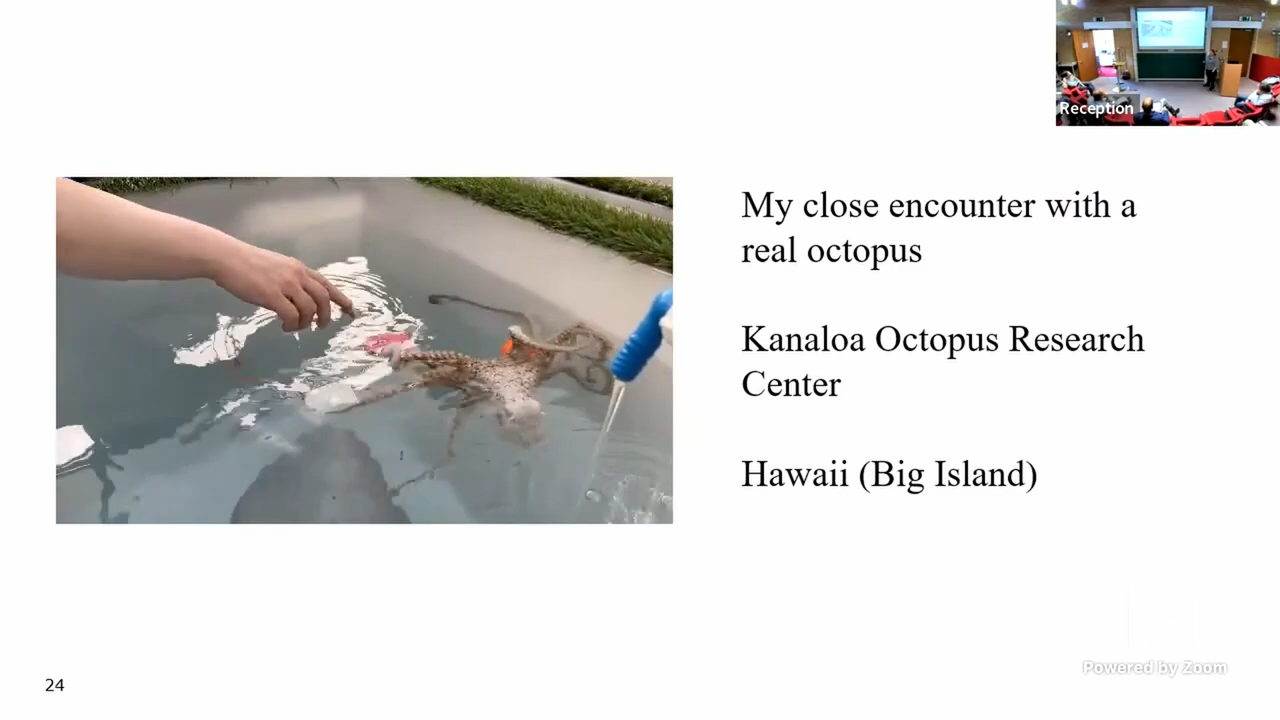 Reception
My close encounter with a
real octopus
Kanaloa Octopus Research
Center
Hawaii (Big Island)
Powered by Zoom
24